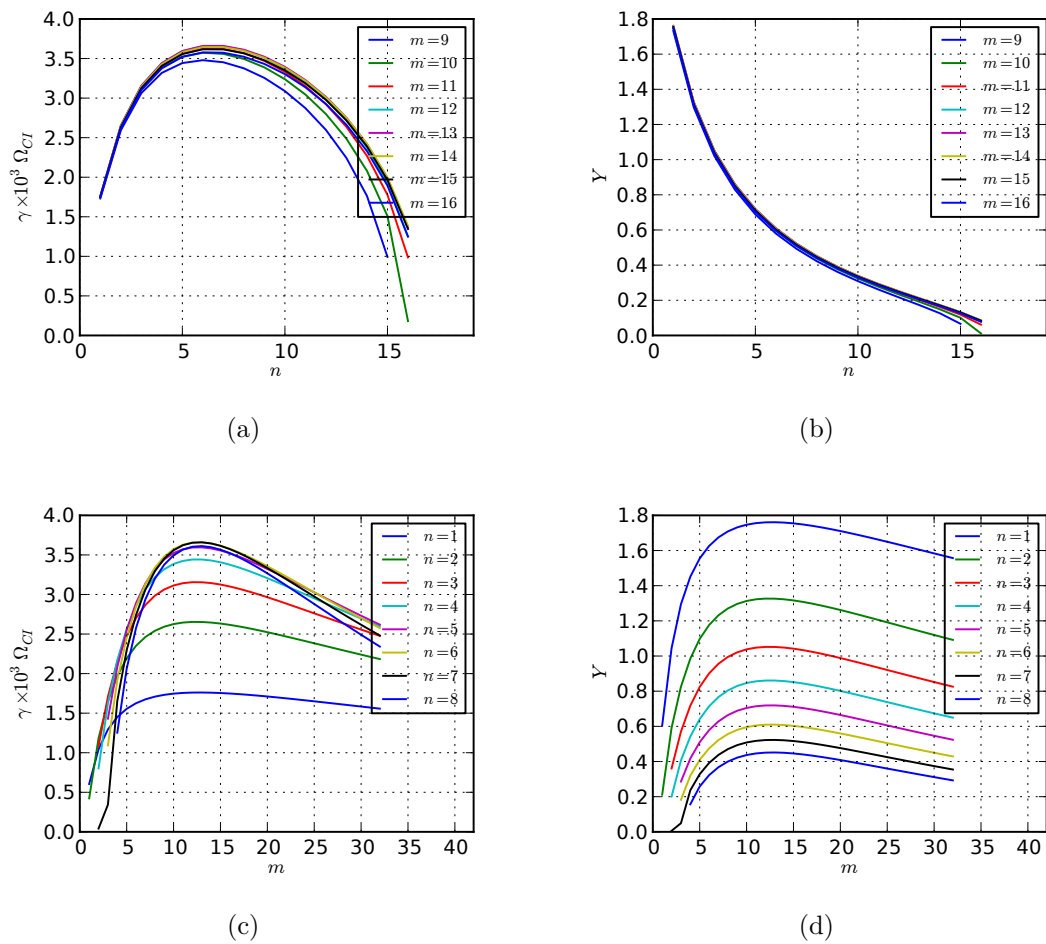 4.0
3.5
3.0
2.5
2.0
1.5
1.0
0.5
0.0
γ ×10³ Ω_CI
0 5 10 15
n
m=9
m=10
m=11
m=12
m=13
m=14
m=15
m=16
(a)
1.8
1.6
1.4
1.2
1.0
0.8
0.6
0.4
0.2
0.0
Y
0 5 10 15
n
m=9
m=10
m=11
m=12
m=13
m=14
m=15
m=16
(b)
4.0
3.5
3.0
2.5
2.0
1.5
1.0
0.5
0.0
γ ×10³ Ω_CI
0 5 10 15 20 25 30 35 40
m
n=1
n=2
n=3
n=4
n=5
n=6
n=7
n=8
(c)
1.8
1.6
1.4
1.2
1.0
0.8
0.6
0.4
0.2
0.0
Y
0 5 10 15 20 25 30 35 40
m
n=1
n=2
n=3
n=4
n=5
n=6
n=7
n=8
(d)